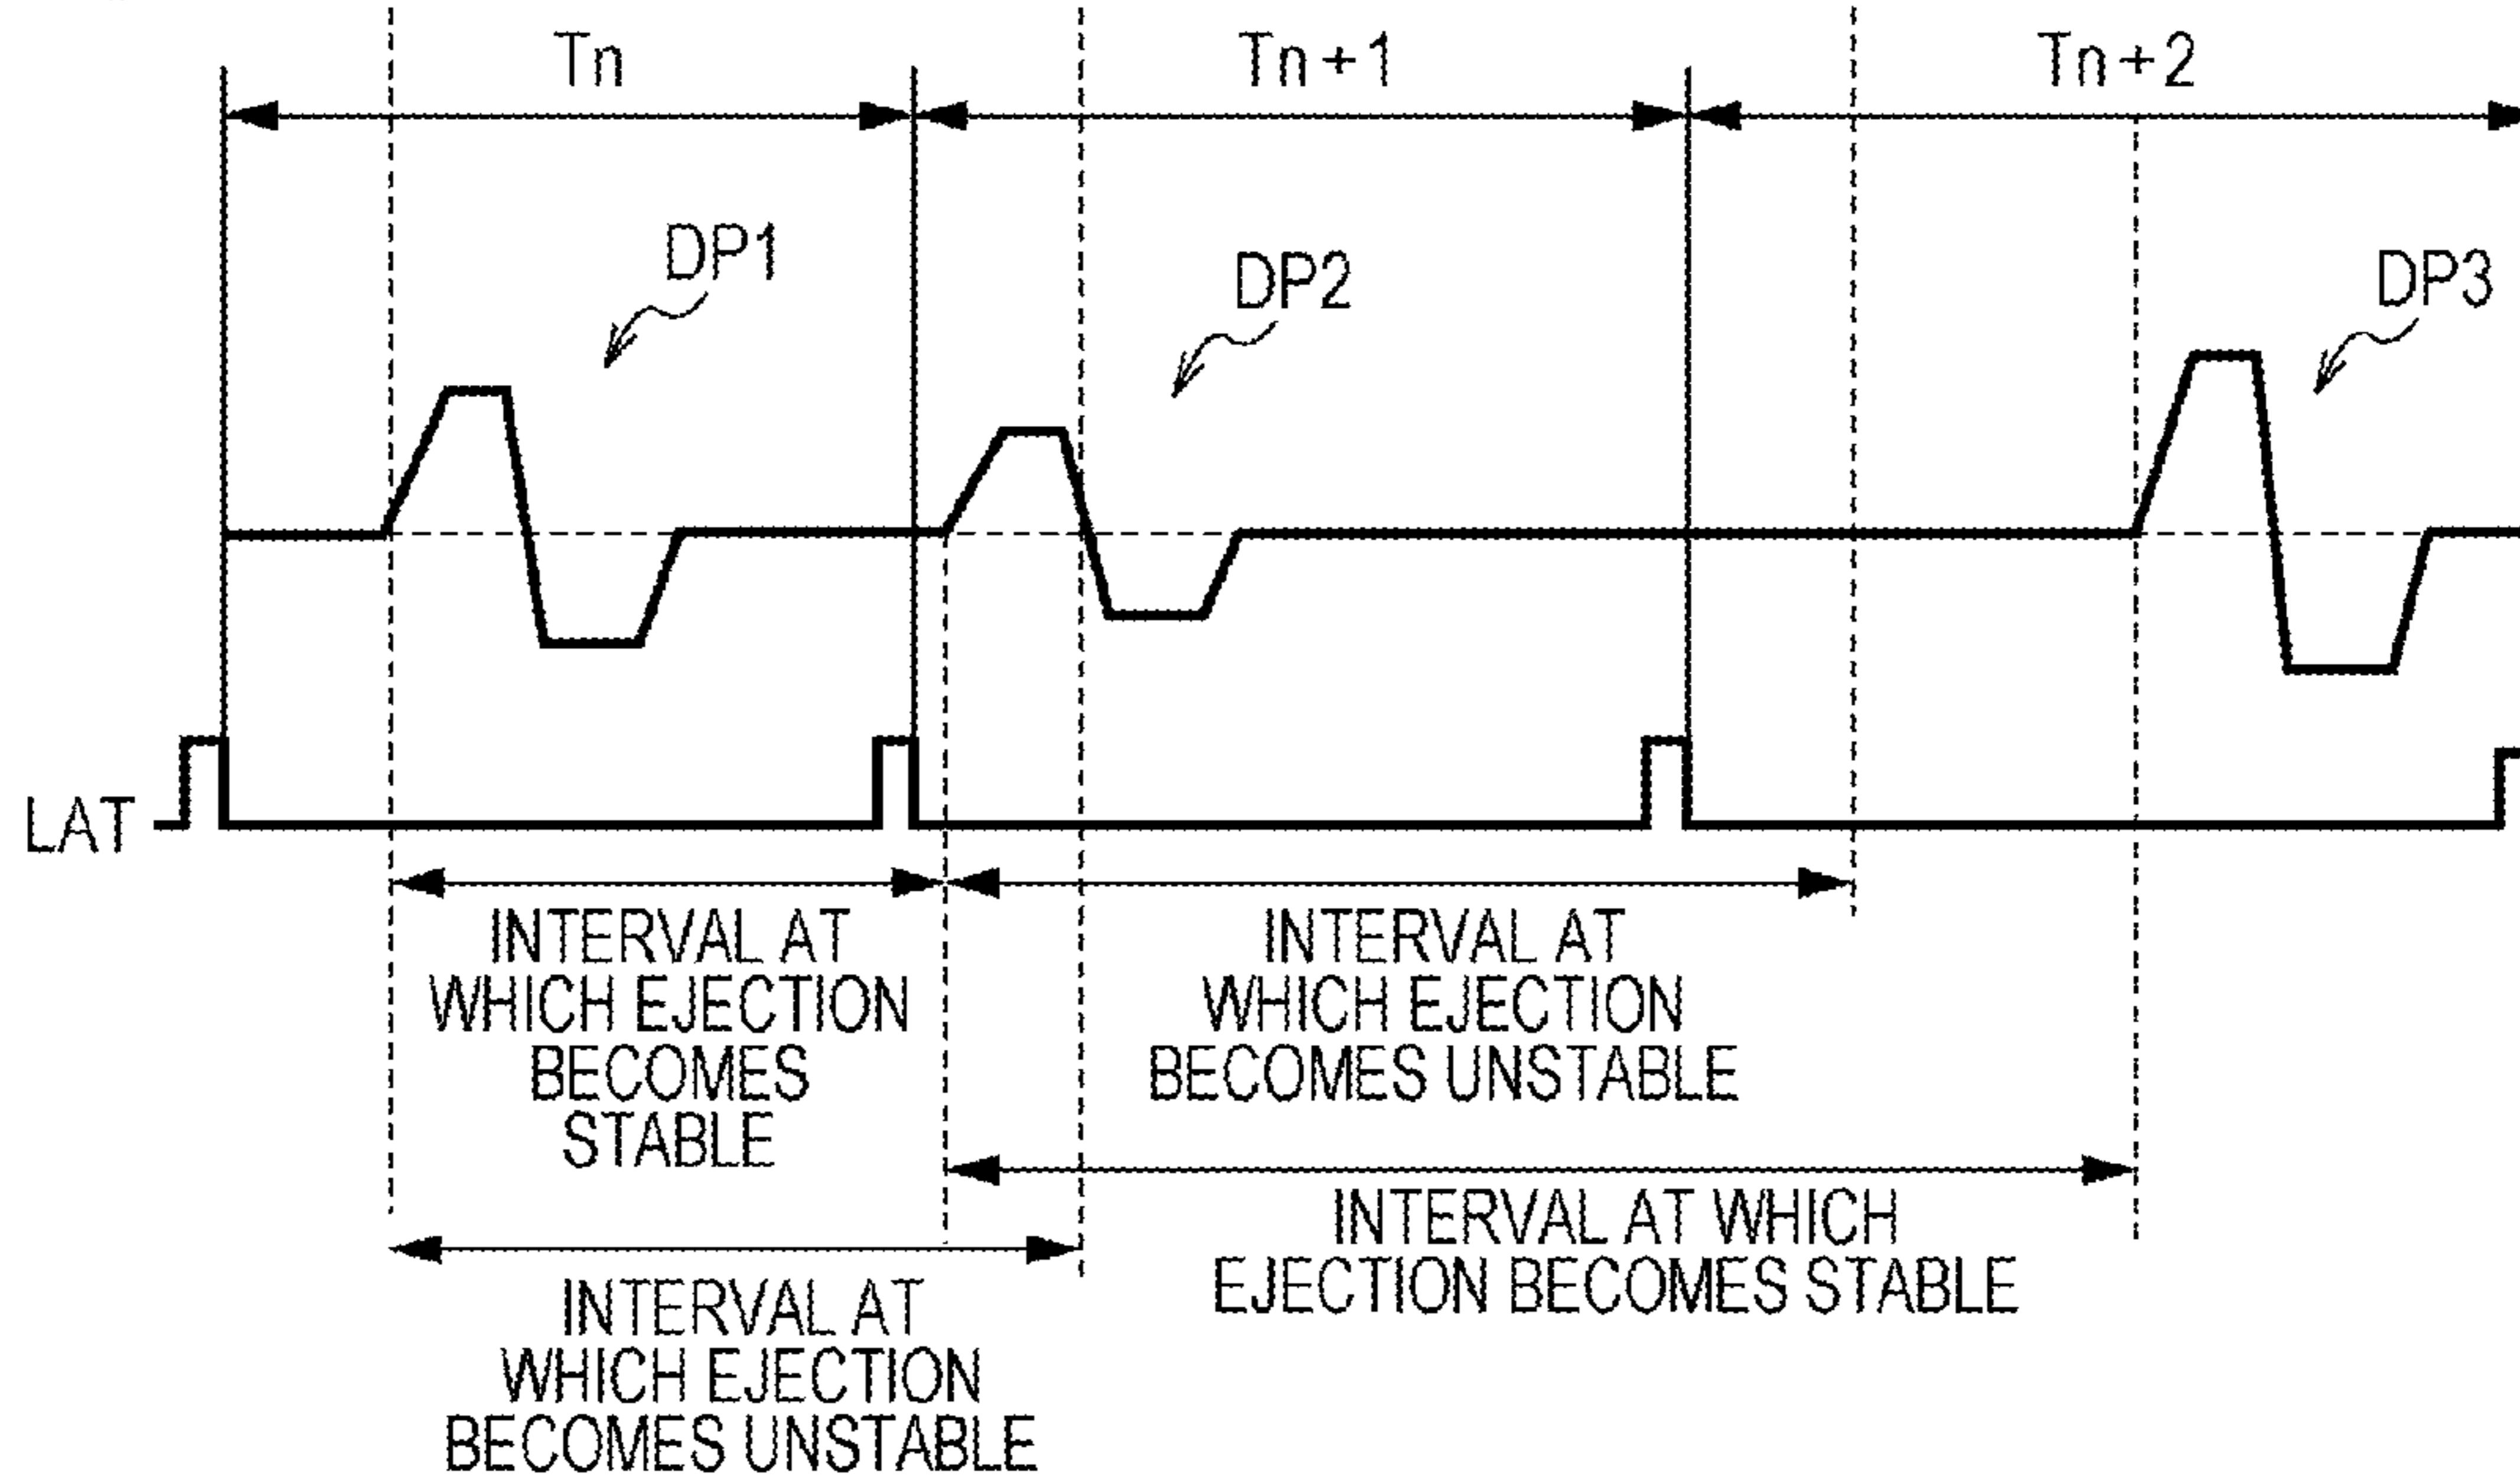 Tn
Tn + 1
Tn + 2
DP1
DP2
DP3
LAT
INTERVAL AT
WHICH EJECTION
BECOMES
STABLE
INTERVAL AT
WHICH EJECTION
BECOMES UNSTABLE
INTERVAL AT WHICH
EJECTION BECOMES STABLE
INTERVAL AT
WHICH EJECTION
BECOMES UNSTABLE